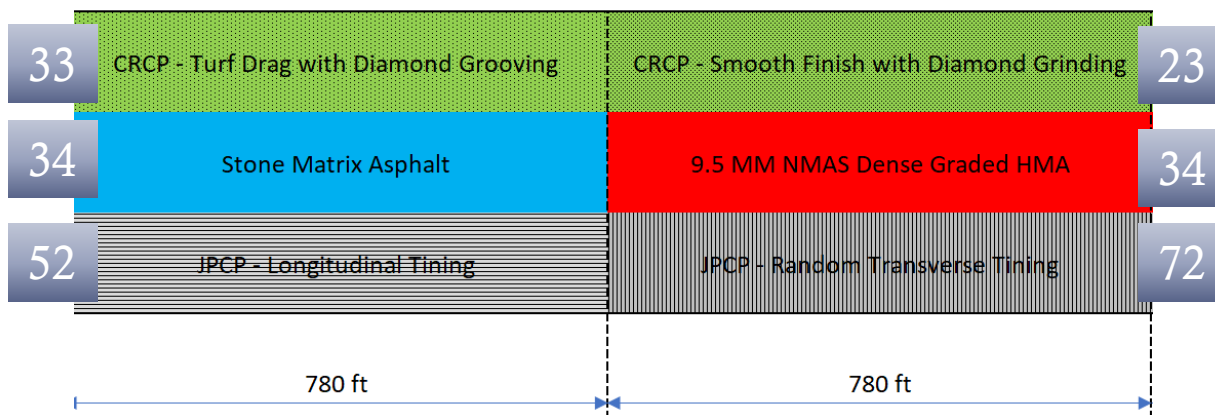 33
CRCP - Turf Drag with Diamond Grooving
CRCP - Smooth Finish with Diamond Grinding
23
34
Stone Matrix Asphalt
9.5 MM NMAS Dense Graded HMA
34
52
JPCP - Longitudinal Tining
JPCP - Random Transverse Tining
72
780 ft
780 ft